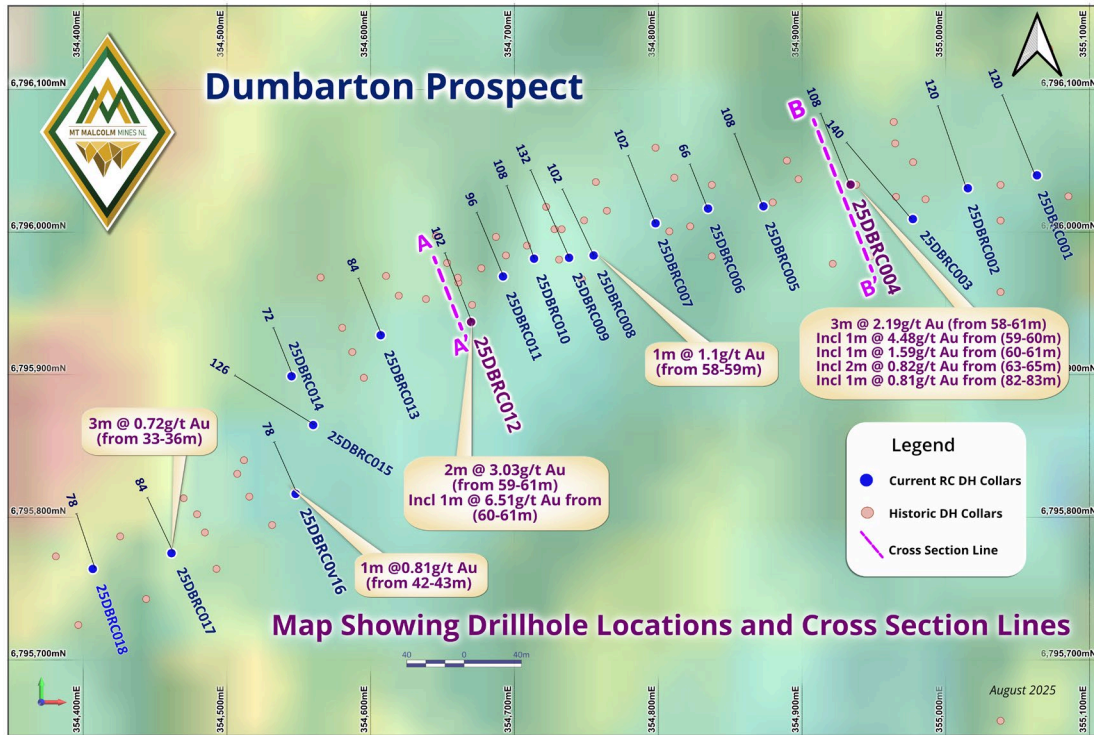 354,400mE
354,500mE
354,600mE
354,700mE
354,800mE
354,900mE
355,000mE
355,100mE
6,796,100mN
6,796,100mN
MT MALCOLM MINES NL
Dumbarton Prospect
120
25DBRC001
120
25DBRC002
140
25DBRC003
108
25DBRC004
B
B'
108
25DBRC005
66
25DBRC006
102
25DBRC007
102
25DBRC008
132
25DBRC009
108
25DBRC010
96
25DBRC011
102
25DBRC012
A
A'
84
25DBRC013
72
25DBRC014
126
25DBRC015
78
25DBRC0v16
84
25DBRC017
78
25DBRC018
6,796,000mN
6,796,000mN
3m @ 2.19g/t Au (from 58-61m)
Incl 1m @ 4.48g/t Au from (59-60m)
Incl 1m @ 1.59g/t Au from (60-61m)
Incl 2m @ 0.82g/t Au from (63-65m)
Incl 1m @ 0.81g/t Au from (82-83m)
1m @ 1.1g/t Au
(from 58-59m)
6,795,900mN
900mN
3m @ 0.72g/t Au
(from 33-36m)
2m @ 3.03g/t Au
(from 59-61m)
Incl 1m @ 6.51g/t Au from
(60-61m)
1m @0.81g/t Au
(from 42-43m)
Legend
Current RC DH Collars
Historic DH Collars
Cross Section Line
6,795,800mN
6,795,800mN
Map Showing Drillhole Locations and Cross Section Lines
40 0 40m
6,795,700mN
6,795,700mN
August 2025
354,400mE
354,500mE
354,600mE
354,700mE
354,800mE
354,900mE
355,000mE
355,100mE